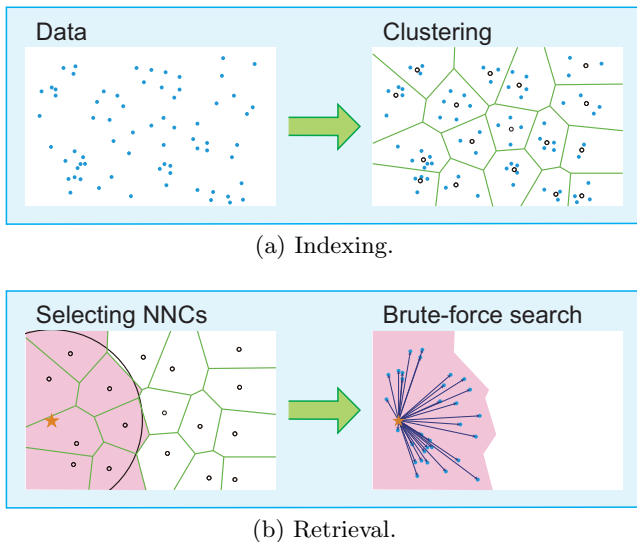 Data
Clustering
(a) Indexing.
Selecting NNCs
Brute-force search
(b) Retrieval.